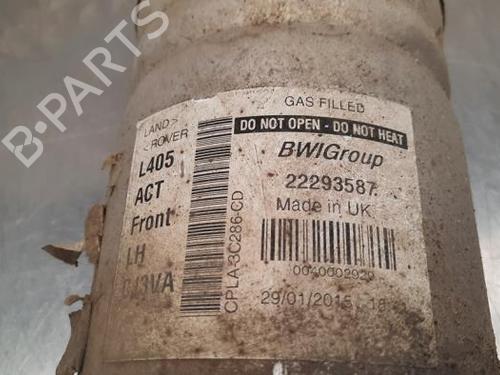 B-PARTS
GAS FILLED
DO NOT OPEN - DO NOT HEAT
BWIGroup
22293587
Made in UK
0040002929
29/01/2015
LAND>
<ROVER
L405
ACT
Front
LH
CPLA-3C286-CD